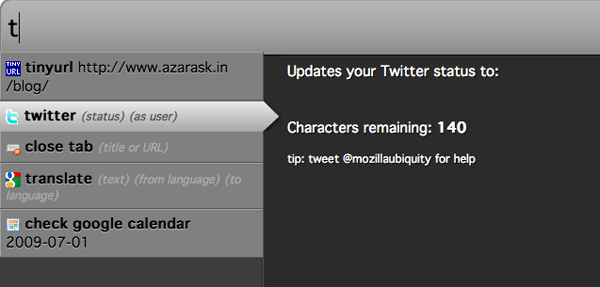 t
TINY
URL
tinyurl http://www.azarask.in
/blog/
twitter (status) (as user)
close tab (title or URL)
translate (text) (from language) (to
language)
check google calendar
2009-07-01
Updates your Twitter status to:
Characters remaining: 140
tip: tweet @mozillaubiquity for help